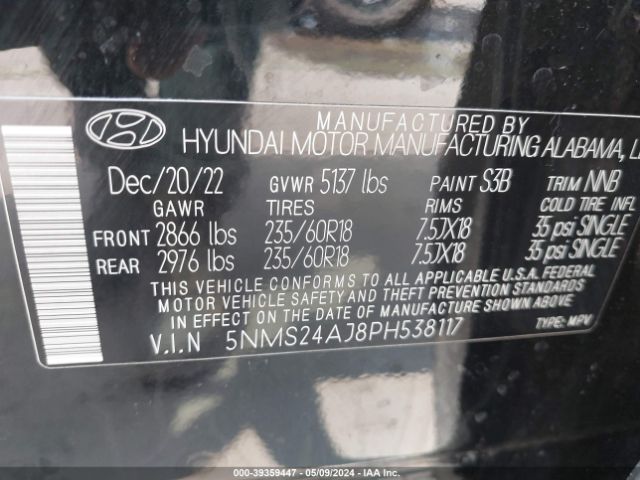 MANUFACTURED BY
HYUNDAI MOTOR MANUFACTURING ALABAMA,
Dec/20/22 GVWR 5137 lbs PAINT S3B TRIM NNB
GAWR TIRES RIMS COLD TIRE INFL
FRONT 2866 lbs 235/60R18 7.5JX18 35 psi SINGLE
REAR 2976 lbs 235/60R18 7.5JX18 35 psi SINGLE
THIS VEHICLE CONFORMS TO ALL APPLICABLE U.S.A. FEDERAL
MOTOR VEHICLE SAFETY AND THEFT PREVENTION STANDARDS
IN EFFECT ON THE DATE OF MANUFACTURE SHOWN ABOVE
V.I.N 5NMS24AJ8PH538117 TYPE: MPV
000-39359447 - 05/09/2024 - IAA Inc.